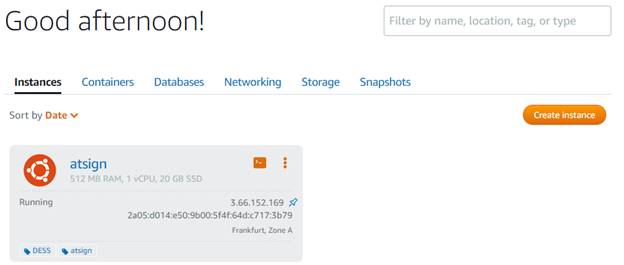 Good afternoon!
Filter by name, location, tag, or type
Instances Containers Databases Networking Storage Snapshots
Sort by Date
Create instance
atsign
512 MB RAM, 1 vCPU, 20 GB SSD
Running 3.66.152.169
2a05:d014:e50:9b00:5f4f:64d:c717:3b79
Frankfurt, Zone A
DESS atsign